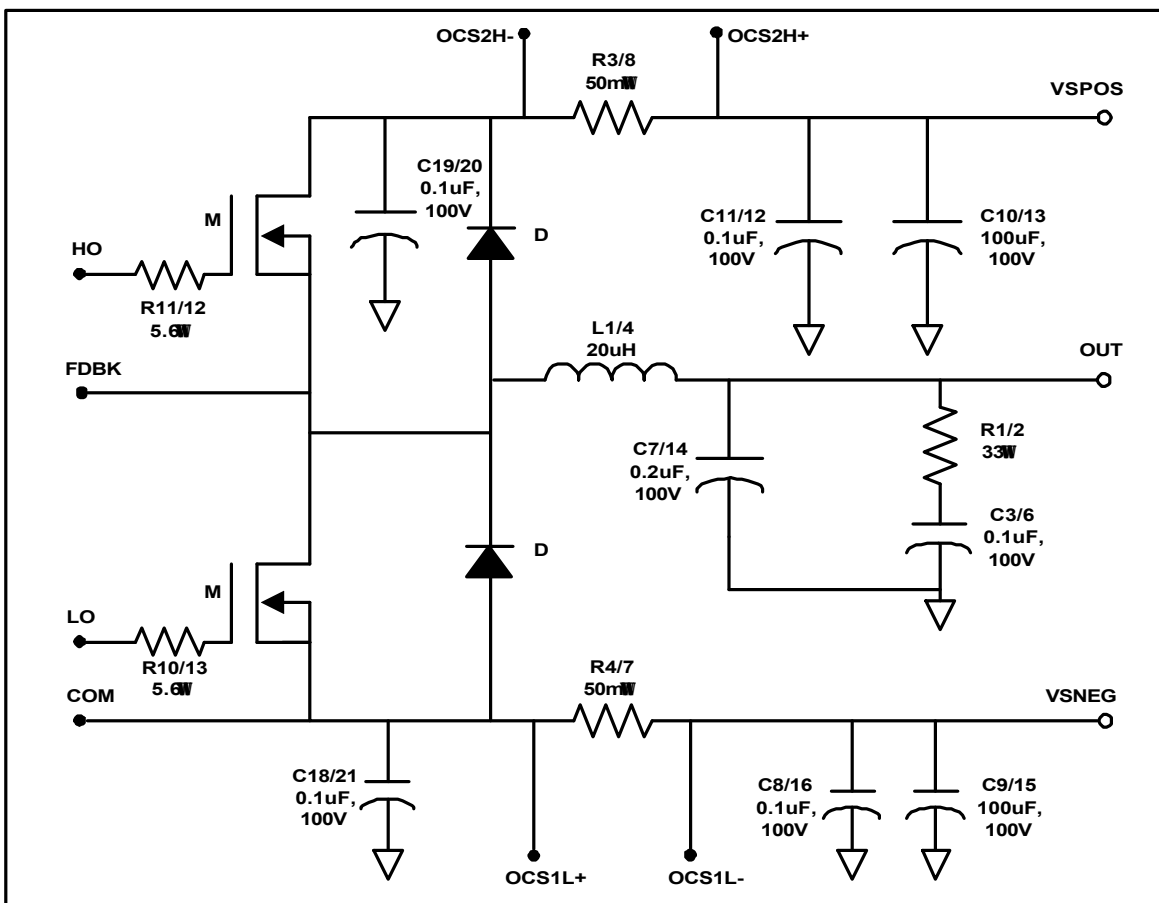 OCS2H-
OCS2H+
R3/8
50mW
VSPOS
C19/20
0.1uF,
100V
M
D
C11/12
0.1uF,
100V
C10/13
100uF,
100V
HO
R11/12
5.6W
L1/4
20uH
OUT
FDBK
R1/2
33W
C7/14
0.2uF,
100V
C3/6
0.1uF,
100V
D
M
LO
R10/13
5.6W
COM
R4/7
50mW
VSNEG
C18/21
0.1uF,
100V
C8/16
0.1uF,
100V
C9/15
100uF,
100V
OCS1L+
OCS1L-